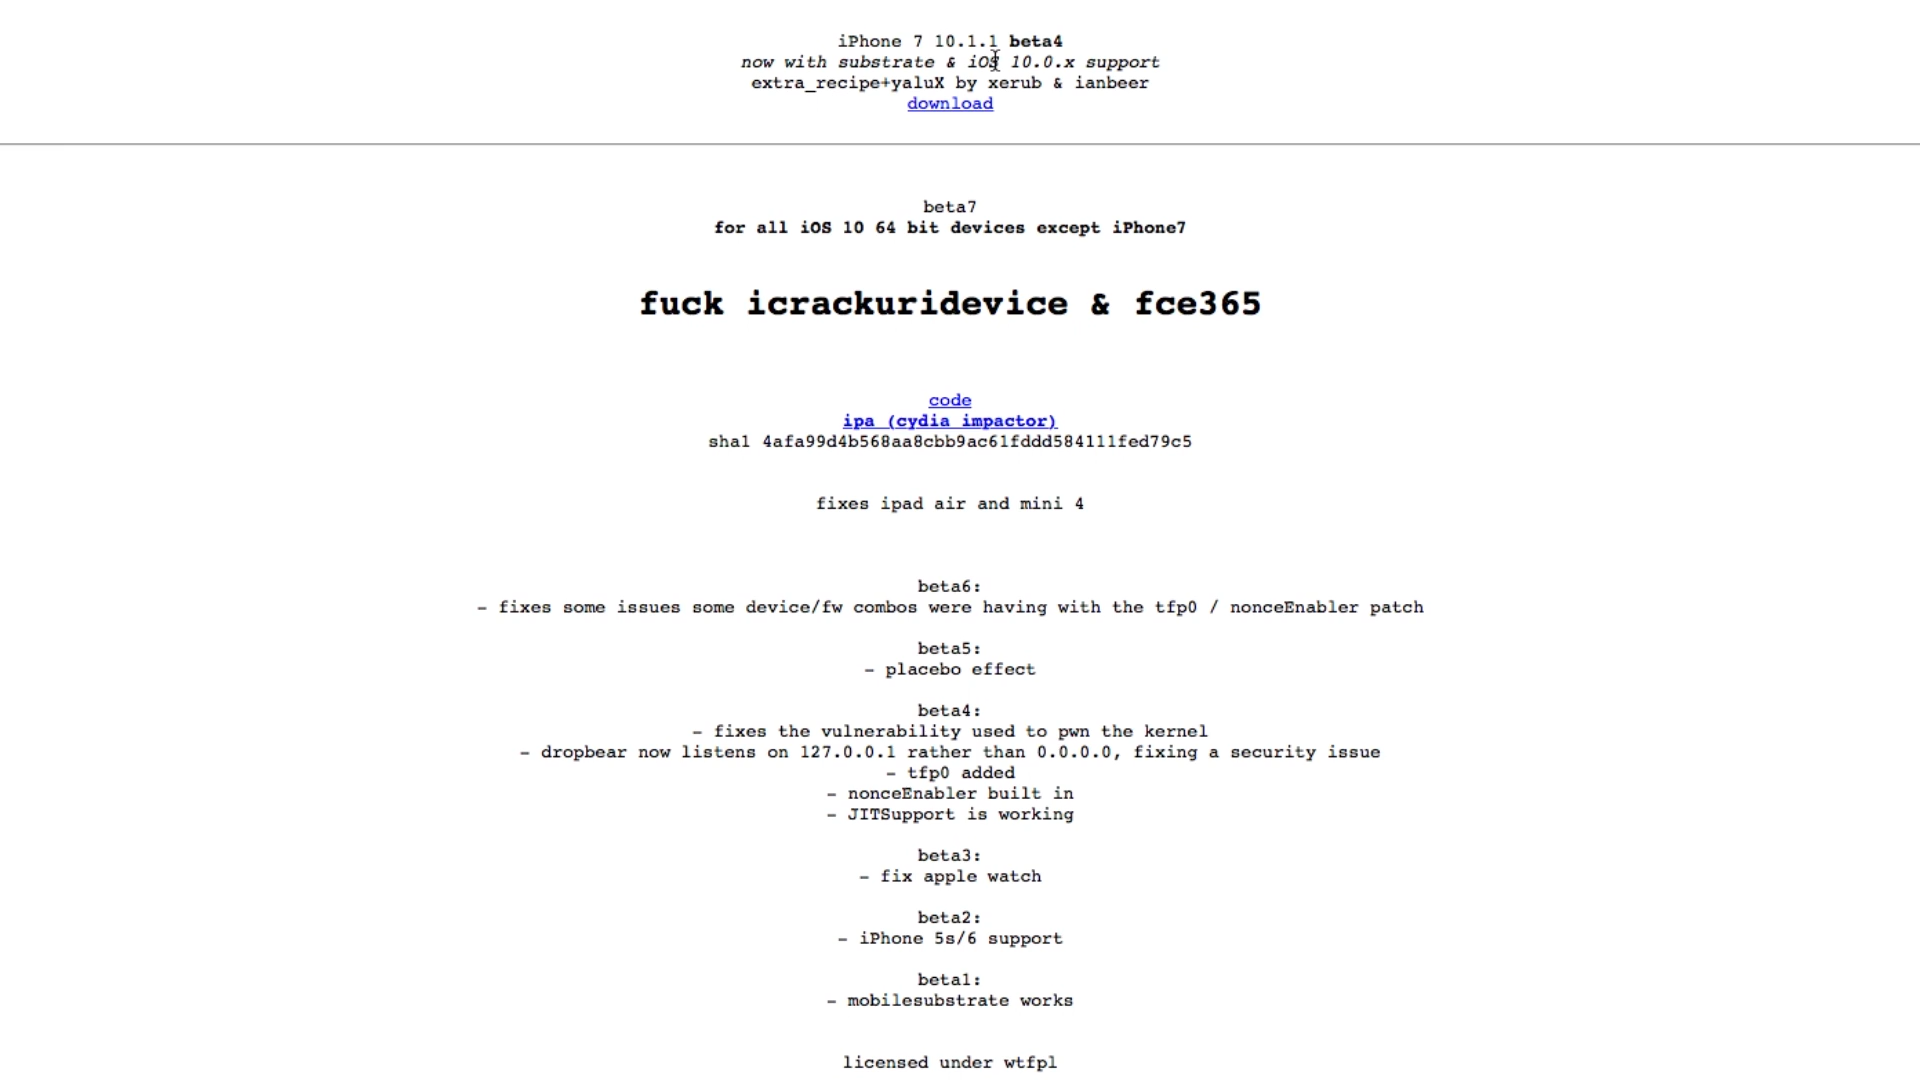 iPhone 7 10.1.1 beta4
now with substrate & iOS 10.0.x support
extra_recipe+yaluX by xerub & ianbeer
download
beta7
for all iOS 10 64 bit devices except iPhone7
fuck icrackuridevice & fce365
code
ipa (cydia impactor)
sha1 4afa99d4b568aa8cbb9ac61fddd584111fed79c5
fixes ipad air and mini 4
beta6:
- fixes some issues some device/fw combos were having with the tfp0 / nonceEnabler patch
beta5:
- placebo effect
beta4:
- fixes the vulnerability used to pwn the kernel
- dropbear now listens on 127.0.0.1 rather than 0.0.0.0, fixing a security issue
- tfp0 added
- nonceEnabler built in
- JITSupport is working
beta3:
- fix apple watch
beta2:
- iPhone 5s/6 support
beta1:
- mobilesubstrate works
licensed under wtfpl